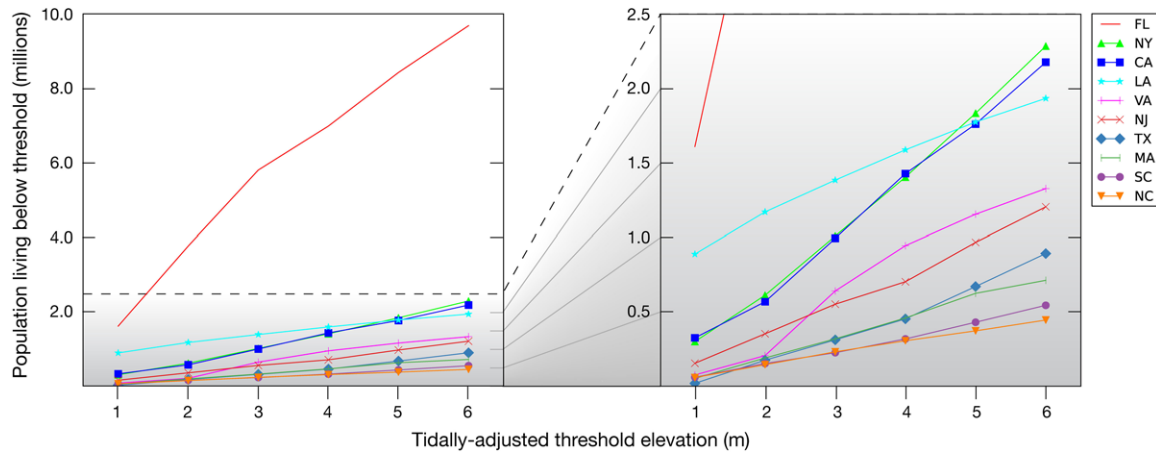 Population living below threshold (millions)
10.0
8.0
6.0
4.0
2.0
1 2 3 4 5 6
2.5
2.0
1.5
1.0
0.5
1 2 3 4 5 6
Tidally-adjusted threshold elevation (m)
FL
NY
CA
LA
VA
NJ
TX
MA
SC
NC